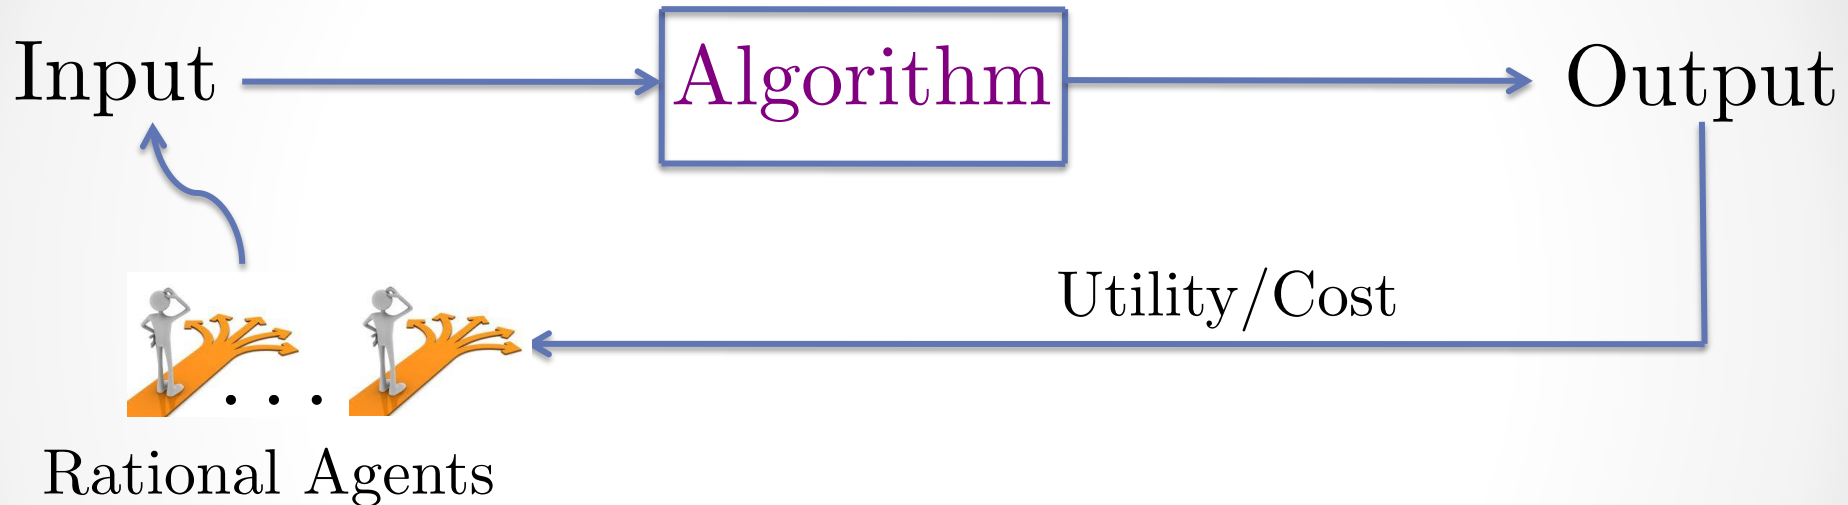 Input
Algorithm
Output
Utility/Cost
. . .
Rational Agents